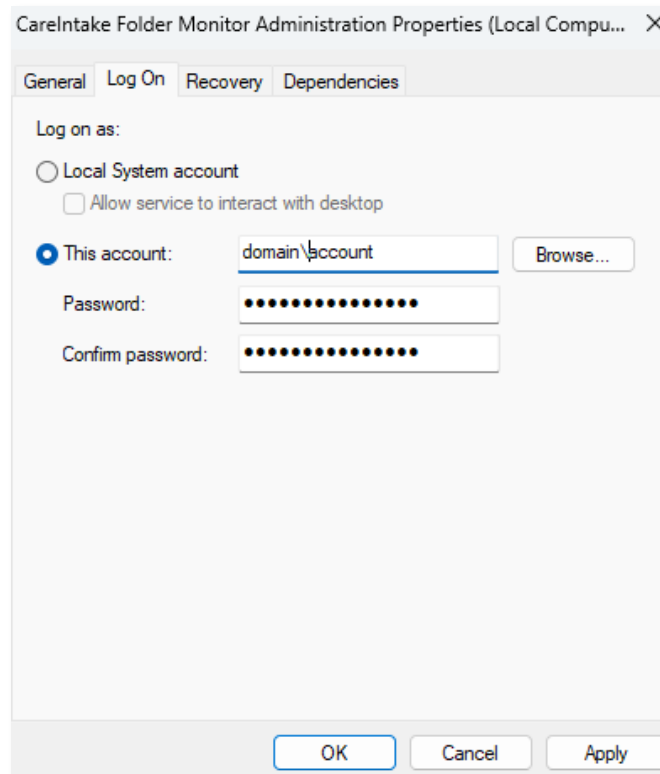 CareIntake Folder Monitor Administration Properties (Local Compu...
General Log On Recovery Dependencies
Log on as:
Local System account
Allow service to interact with desktop
This account: domain\account Browse...
Password: •••••••••••••••
Confirm password: •••••••••••••••
OK Cancel Apply